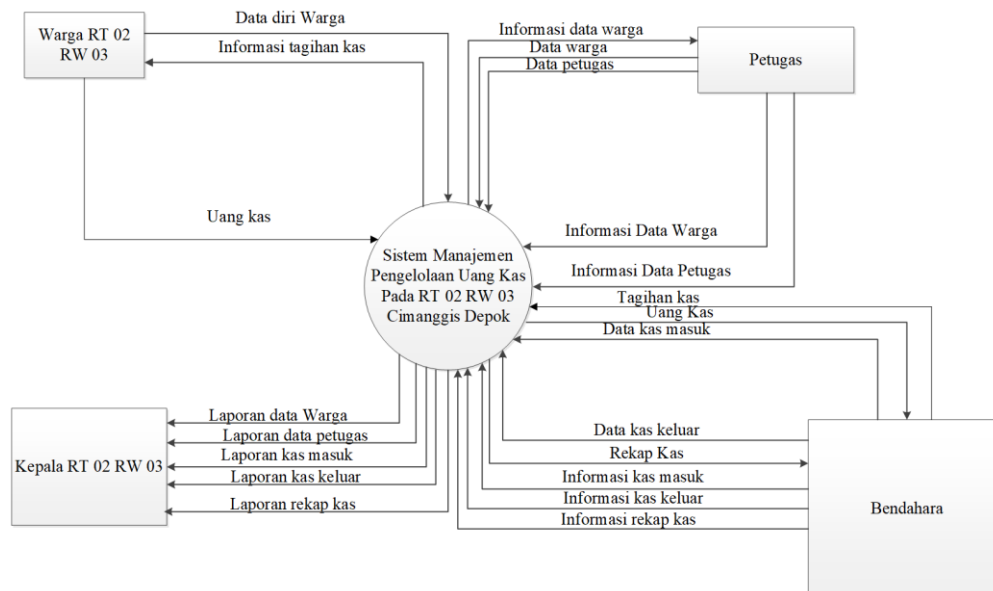 Warga RT 02
RW 03
Data diri Warga
Informasi tagihan kas
Informasi data warga
Data warga
Data petugas
Petugas
Uang kas
Informasi Data Warga
Informasi Data Petugas
Sistem Manajemen
Pengelolaan Uang Kas
Pada RT 02 RW 03
Cimanggis Depok
Tagihan kas
Uang Kas
Data kas masuk
Kepala RT 02 RW 03
Laporan data Warga
Laporan data petugas
Laporan kas masuk
Laporan kas keluar
Laporan rekap kas
Data kas keluar
Rekap Kas
Informasi kas masuk
Informasi kas keluar
Informasi rekap kas
Bendahara